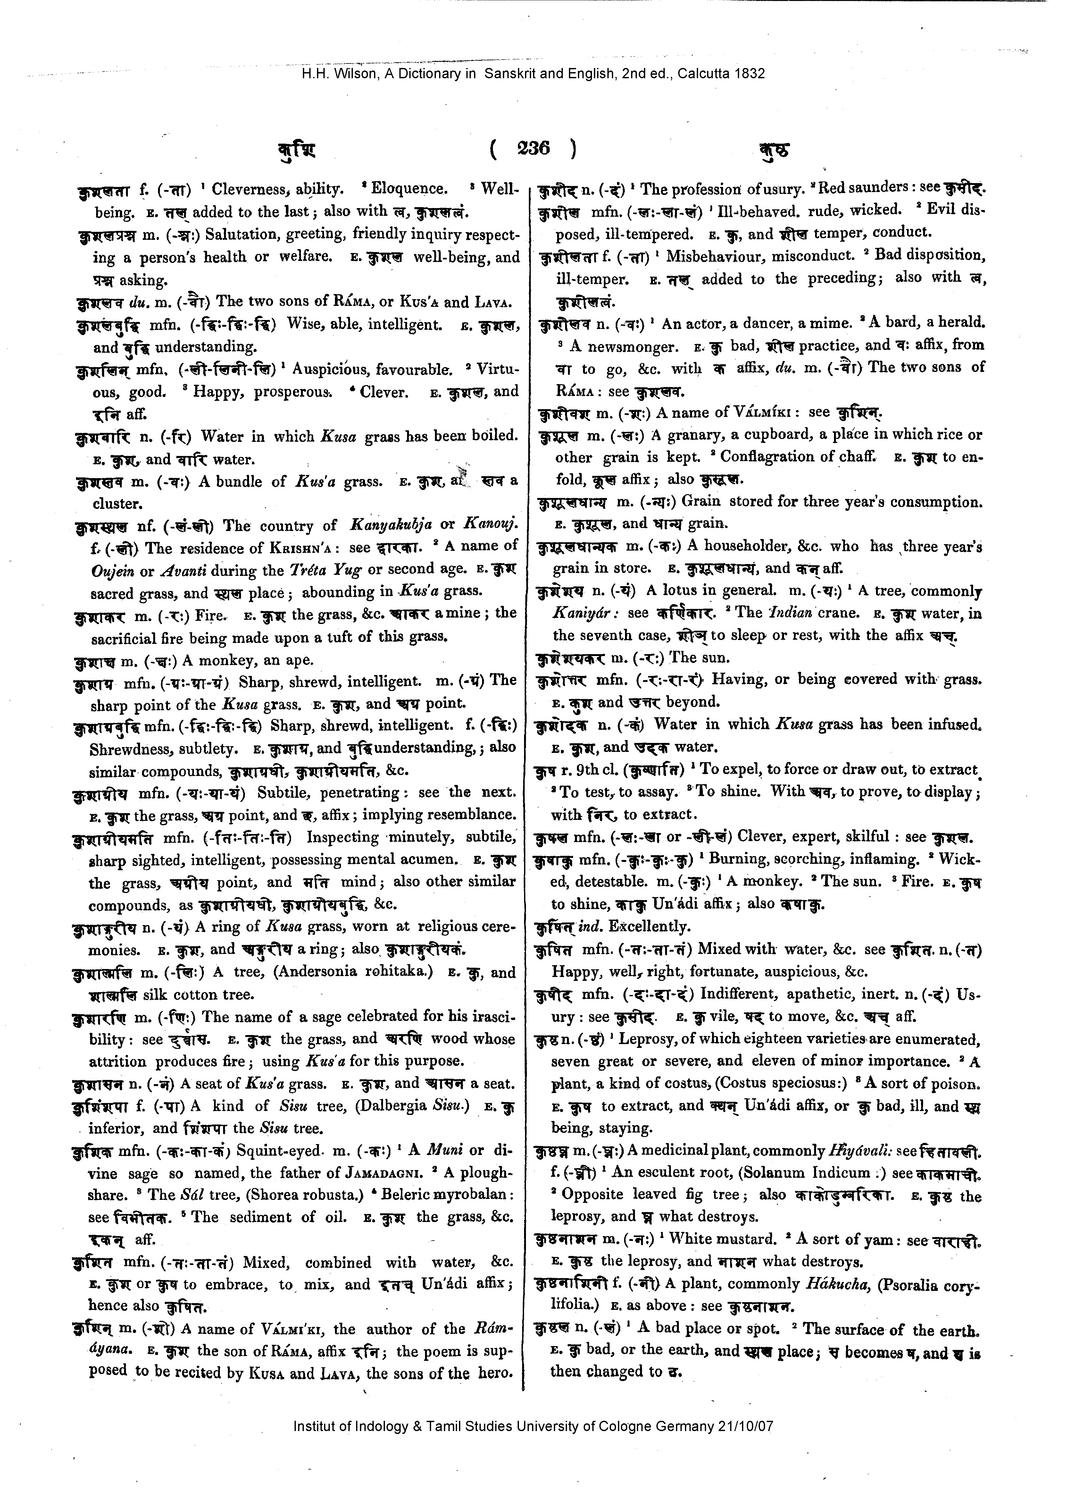 H.H. Wilson, A Dictionary in Sanskrit and English, 2nd ed., Calcutta 1832
कुशि ( 236 ) कुष्ठ
कुशलता f. (-ता) ¹ Cleverness, ability. ² Eloquence. ³ Well-
being. E. तल् added to the last; also with त्व, कुशलत्वं.
कुशलप्रश्न m. (-श्नः) Salutation, greeting, friendly inquiry respect-
ing a person's health or welfare. E. कुशल well-being, and
प्रश्न asking.
कुशलव du. m. (-वौ) The two sons of RÁMA, or KUS'A and LAVA.
कुशलबुद्धि mfn. (-द्धिः-द्धिः-द्धि) Wise, able, intelligent. E. कुशल,
and बुद्धि understanding.
कुशलिन् mfn. (-ली-लिनी-लि) ¹ Auspicious, favourable. ² Virtu-
ous, good. ³ Happy, prosperous. ⁴ Clever. E. कुशल, and
इनि aff.
कुशवारि n. (-रि) Water in which Kusa grass has been boiled.
E. कुश, and वारि water.
कुशस्तव m. (-वः) A bundle of Kus'a grass. E. कुश, स्तव a
cluster.
कुशस्थल nf. (-लं-ली) The country of Kanyakubja or Kanouj.
f. (-ली) The residence of KRISHN'A: see द्वारका. ² A name of
Oujein or Avanti during the Tréta Yug or second age. E. कुश
sacred grass, and स्थल place; abounding in Kus'a grass.
कुशाकर m. (-रः) Fire. E. कुश the grass, &c. आकर a mine; the
sacrificial fire being made upon a tuft of this grass.
कुशाख m. (-खः) A monkey, an ape.
कुशाग्र mfn. (-ग्रः-ग्रा-ग्रं) Sharp, shrewd, intelligent. m. (-ग्रं) The
sharp point of the Kusa grass. E. कुश, and अग्र point.
कुशाग्रबुद्धि mfn. (-द्धिः-द्धिः-द्धि) Sharp, shrewd, intelligent. f. (-द्धिः)
Shrewdness, subtlety. E. कुशाग्र, and बुद्धि understanding,; also
similar compounds, कुशाग्रधी, कुशाग्रीयमति, &c.
कुशाग्रीय mfn. (-यः-या-यं) Subtile, penetrating: see the next.
E. कुश the grass, अग्र point, and छ, affix; implying resemblance.
कुशाग्रीयमति mfn. (-तिः-तिः-ति) Inspecting minutely, subtile,
sharp sighted, intelligent, possessing mental acumen. E. कुश
the grass, अग्रीय point, and मति mind; also other similar
compounds, as कुशाग्रीयधी, कुशाग्रीयबुद्धि, &c.
कुशाङ्गुरीय n. (-यं) A ring of Kusa grass, worn at religious cere-
monies. E. कुश, and अङ्गुरीय a ring; also कुशाङ्गुरीयकं.
कुशाल्मलि m. (-लिः) A tree, (Andersonia rohitaka.) E. कु, and
शाल्मलि silk cotton tree.
कुशारणि m. (-णिः) The name of a sage celebrated for his irasci-
bility: see दुर्वास. E. कुश the grass, and अरणि wood whose
attrition produces fire; using Kus'a for this purpose.
कुशासन n. (-नं) A seat of Kus'a grass. E. कुश, and आसन a seat.
कुशिंशपा f. (-पा) A kind of Sisu tree, (Dalbergia Sisu.) E. कु
inferior, and शिंशपा the Sisu tree.
कुशिक mfn. (-कः-का-कं) Squint-eyed. m. (-कः) ¹ A Muni or di-
vine sage so named, the father of JAMADAGNI. ² A plough-
share. ³ The Sál tree, (Shorea robusta.) ⁴ Beleric myrobalan:
see विभीतक. ⁵ The sediment of oil. E. कुश the grass, &c.
इकन् aff.
कुशित mfn. (-तः-ता-तं) Mixed, combined with water, &c.
E. कुश or कुष to embrace, to mix, and इतच् Un'ádi affix;
hence also कुषित.
कुशिन् m. (-शी) A name of VÁLMI'KI, the author of the Rám-
áyana. E. कुश the son of RÁMA, affix इनि; the poem is sup-
posed to be recited by KUSA and LAVA, the sons of the hero.
कुशीद n. (-दं) ¹ The profession of usury. ² Red saunders: see कुसीद.
कुशील mfn. (-लः-ला-लं) ¹ Ill-behaved. rude, wicked. ² Evil dis-
posed, ill-tempered. E. कु, and शील temper, conduct.
कुशीलता f. (-ता) ¹ Misbehaviour, misconduct. ² Bad disposition,
ill-temper. E. तल् added to the preceding; also with त्व,
कुशीलत्वं.
कुशीलव n. (-वः) ¹ An actor, a dancer, a mime. ² A bard, a herald.
³ A newsmonger. E. कु bad, शील practice, and वः affix, from
वा to go, &c. with क affix, du. m. (-वौ) The two sons of
RÁMA: see कुशलव.
कुशीवश m. (-शः) A name of VÁLMÍKI: see कुशिन्.
कुशूल m. (-लः) A granary, a cupboard, a place in which rice or
other grain is kept. ² Conflagration of chaff. E. कुश to en-
fold, कूल affix; also कुसूल.
कुशूलधान्य m. (-न्यः) Grain stored for three year's consumption.
E. कुशूल, and धान्य grain.
कुशूलधान्यक m. (-कः) A householder, &c. who has three year's
grain in store. E. कुशूलधान्य, and कन् aff.
कुशेशय n. (-यं) A lotus in general. m. (-यः) ¹ A tree, commonly
Kaniyár: see कर्णिकार. ² The Indian crane. E. कुश water, in
the seventh case, शीञ् to sleep or rest, with the affix अच्.
कुशेशयकर m. (-रः) The sun.
कुशोत्तर mfn. (-रः-रा-रं) Having, or being covered with grass.
E. कुश and उत्तर beyond.
कुशोदक n. (-कं) Water in which Kusa grass has been infused.
E. कुश, and उदक water.
कुष r. 9th cl. (कुष्णाति) ¹ To expel, to force or draw out, to extract.
² To test, to assay. ³ To shine. With अव, to prove, to display;
with निर्, to extract.
कुषल mfn. (-लः-ला or -ली-लं) Clever, expert, skilful: see कुशल.
कुषाकु mfn. (-कुः-कुः-कु) ¹ Burning, scorching, inflaming. ² Wick-
ed, detestable. m. (-कुः) ¹ A monkey. ² The sun. ³ Fire. E. कुष
to shine, काकु Un'ádi affix; also कषाकु.
कुषित् ind. Excellently.
कुषित mfn. (-तः-ता-तं) Mixed with water, &c. see कुशित. n. (-त)
Happy, well, right, fortunate, auspicious, &c.
कुषीद mfn. (-दः-दा-दं) Indifferent, apathetic, inert. n. (-दं) Us-
ury: see कुसीद. E. कु vile, षद् to move, &c. अच् aff.
कुष्ठ n. (-ष्ठं) ¹ Leprosy, of which eighteen varieties are enumerated,
seven great or severe, and eleven of minor importance. ² A
plant, a kind of costus, (Costus speciosus:) ³ A sort of poison.
E. कुष to extract, and क्थन् Un'ádi affix, or कु bad, ill, and स्थ
being, staying.
कुष्ठघ्न m. (-घ्नः) A medicinal plant, commonly Hiyávali: see हितावली.
f. (-घ्नी) ¹ An esculent root, (Solanum Indicum.) see काकमाची.
² Opposite leaved fig tree; also काकोडुम्बरिका. E. कुष्ठ the
leprosy, and घ्न what destroys.
कुष्ठनाशन m. (-नः) ¹ White mustard. ² A sort of yam: see वाराही.
E. कुष्ठ the leprosy, and नाशन what destroys.
कुष्ठनाशिनी f. (-नी) A plant, commonly Hákucha, (Psoralia cory-
lifolia.) E. as above: see कुष्ठनाशन.
कुष्ठल n. (-लं) ¹ A bad place or spot. ² The surface of the earth.
E. कु bad, or the earth, and स्थल place; स becomes ष, and थ is
then changed to ठ.
Institut of Indology & Tamil Studies University of Cologne Germany 21/10/07